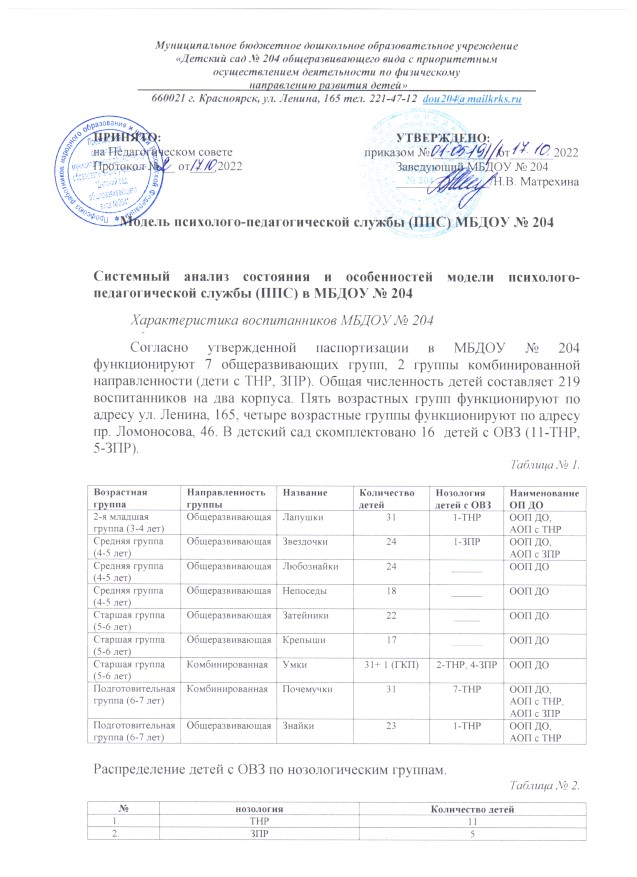 Муниципальное бюджетное дошкольное образовательное учреждение
«Детский сад № 204 общеразвивающего вида с приоритетным
осуществлением деятельности по физическому
направлению развития детей»
660021 г. Красноярск, ул. Ленина, 165 тел. 221-47-12 dou204@mailkrks.ru
ПРИНЯТО: УТВЕРЖДЕНО:
на Педагогическом совете приказом № от 17.10. 2022
Протокол № 2 от 17.10 2022 Заведующий МБДОУ № 204
Н.В. Матрехина
Модель психолого-педагогической службы (ППС) МБДОУ № 204
Системный анализ состояния и особенностей модели психолого-
педагогической службы (ППС) в МБДОУ № 204
Характеристика воспитанников МБДОУ № 204
Согласно утвержденной паспортизации в МБДОУ № 204
функционируют 7 общеразвивающих групп, 2 группы комбинированной
направленности (дети с ТНР, ЗПР). Общая численность детей составляет 219
воспитанников на два корпуса. Пять возрастных групп функционируют по
адресу ул. Ленина, 165, четыре возрастные группы функционируют по адресу
пр. Ломоносова, 46. В детский сад скомплектовано 16 детей с ОВЗ (11-ТНР,
5-ЗПР).
Таблица № 1.
Возрастная Направленность Название Количество Нозология Наименование
группа группы детей детей с ОВЗ ОП ДО
2-я младшая Общеразвивающая Лапушки 31 1-ТНР ООП ДО,
группа (3-4 лет) АОП с ТНР
Средняя группа Общеразвивающая Звездочки 24 1-ЗПР ООП ДО,
(4-5 лет) АОП с ЗПР
Средняя группа Общеразвивающая Любознайки 24 _____ ООП ДО
(4-5 лет)
Средняя группа Общеразвивающая Непоседы 18 _____ ООП ДО
(4-5 лет)
Старшая группа Общеразвивающая Затейники 22 _____ ООП ДО
(5-6 лет)
Старшая группа Общеразвивающая Крепыши 17 _____ ООП ДО
(5-6 лет)
Старшая группа Комбинированная Умки 31+ 1 (ГКП) 2-ТНР, 4-ЗПР ООП ДО
(5-6 лет)
Подготовительная Комбинированная Почемучки 31 7-ТНР ООП ДО,
группа (6-7 лет) АОП с ТНР,
АОП с ЗПР
Подготовительная Общеразвивающая Знайки 23 1-ТНР ООП ДО,
группа (6-7 лет) АОП с ТНР
Распределение детей с ОВЗ по нозологическим группам.
Таблица № 2.
№ нозология Количество детей
1. ТНР 11
2. ЗПР 5